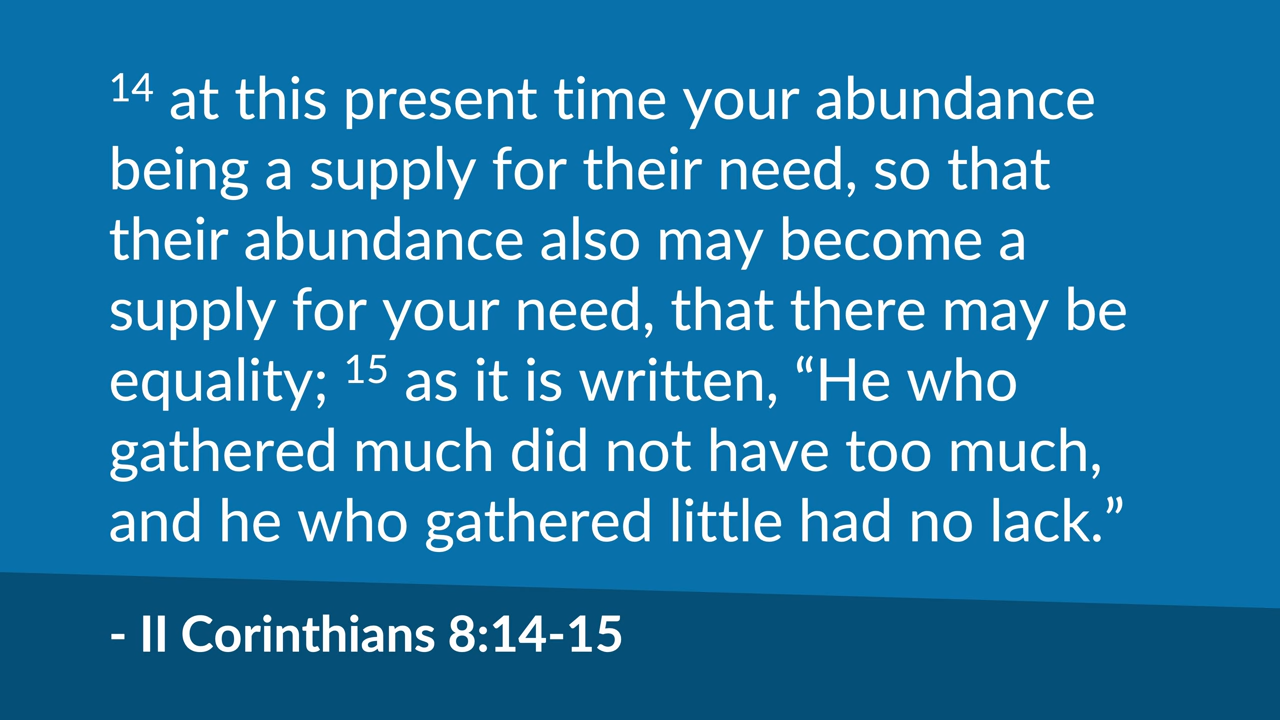 14 at this present time your abundance
being a supply for their need, so that
their abundance also may become a
supply for your need, that there may be
equality; 15 as it is written, “He who
gathered much did not have too much,
and he who gathered little had no lack.”
- II Corinthians 8:14-15